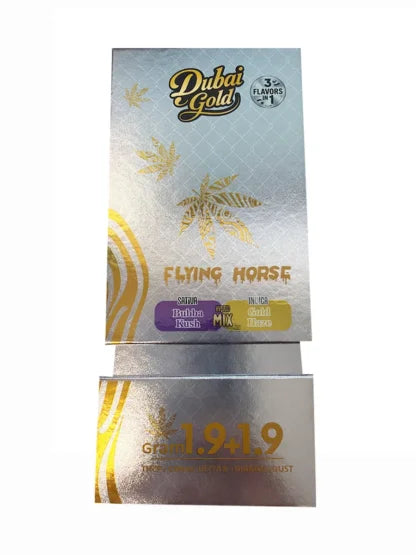 Dubai
Gold
3
FLAVORS
IN 1
FLYING HORSE
SATIVA
INDICA
Bubba
Kush
MIX
Gold
Haze
Gram 1.9+1.9